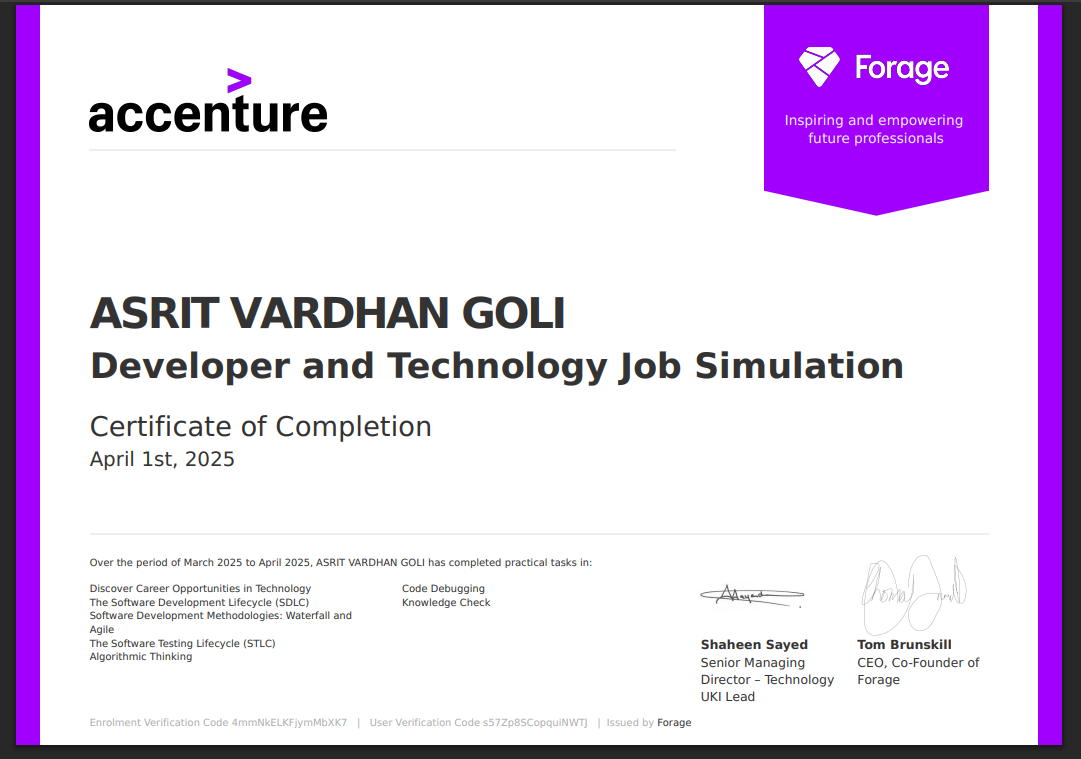 accenture
Forage
Inspiring and empowering
future professionals
ASRIT VARDHAN GOLI
Developer and Technology Job Simulation
Certificate of Completion
April 1st, 2025
Over the period of March 2025 to April 2025, ASRIT VARDHAN GOLI has completed practical tasks in:
Discover Career Opportunities in Technology
The Software Development Lifecycle (SDLC)
Software Development Methodologies: Waterfall and
Agile
The Software Testing Lifecycle (STLC)
Algorithmic Thinking
Code Debugging
Knowledge Check
Shaheen Sayed
Senior Managing
Director – Technology
UKI Lead
Tom Brunskill
CEO, Co-Founder of
Forage
Enrolment Verification Code 4mmNkELKFjymMbXK7 | User Verification Code s57Zp8SCopquiNWTJ | Issued by Forage